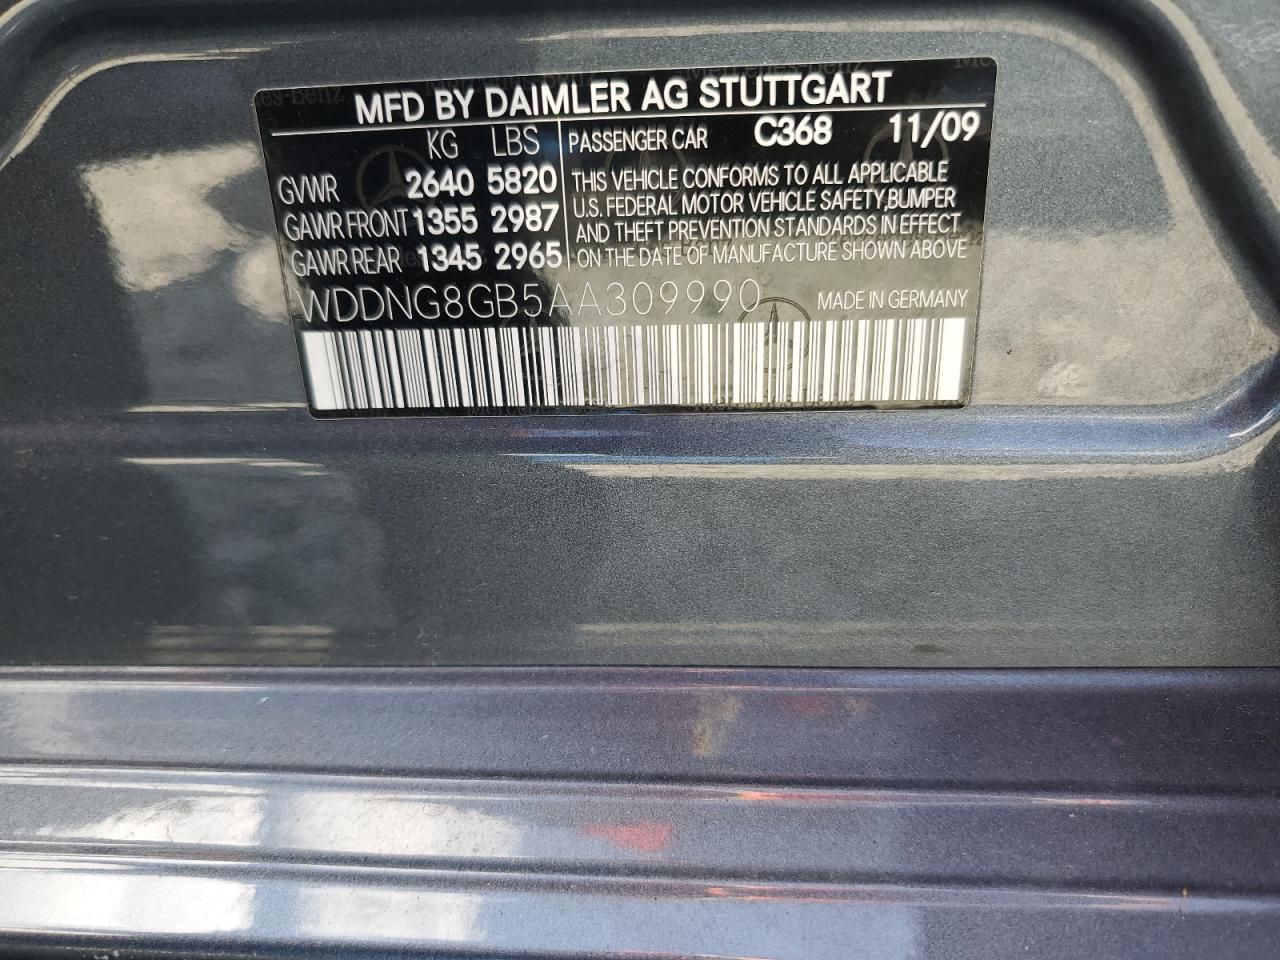 MFD BY DAIMLER AG STUTTGART
KG LBS PASSENGER CAR C368 11/09
GVWR 2640 5820
GAWR FRONT 1355 2987
GAWR REAR 1345 2965
THIS VEHICLE CONFORMS TO ALL APPLICABLE
U.S. FEDERAL MOTOR VEHICLE SAFETY,BUMPER
AND THEFT PREVENTION STANDARDS IN EFFECT
ON THE DATE OF MANUFACTURE SHOWN ABOVE
WDDNG8GB5AA309990 MADE IN GERMANY